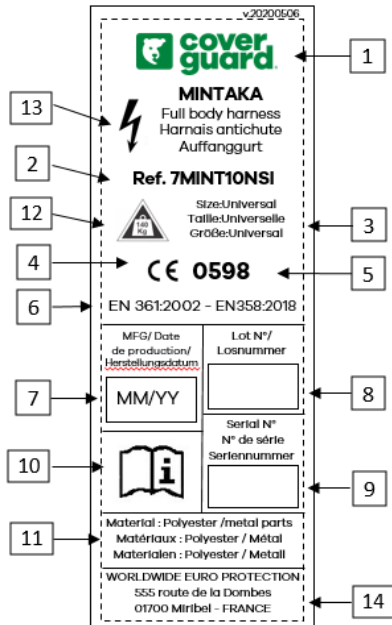 v.20200506
cover
guard
1
MINTAKA
13
Full body harness
Harnais antichute
Auffanggurt
2
Ref. 7MINT10NSI
12
140
Kg
Size:Universal
Taille:Universelle
Größe:Universal
3
4
CE 0598
5
6
EN 361:2002 - EN358:2018
MFG/ Date
de production/
Herstellungsdatum
Lot N°/
Losnummer
7
MM/YY
8
Serial N°
N° de série
Seriennummer
10
i
9
11
Material : Polyester /metal parts
Matériaux : Polyester / Métal
Materialen : Polyester / Metall
WORLDWIDE EURO PROTECTION
555 route de la Dombes
01700 Miribel - FRANCE
14